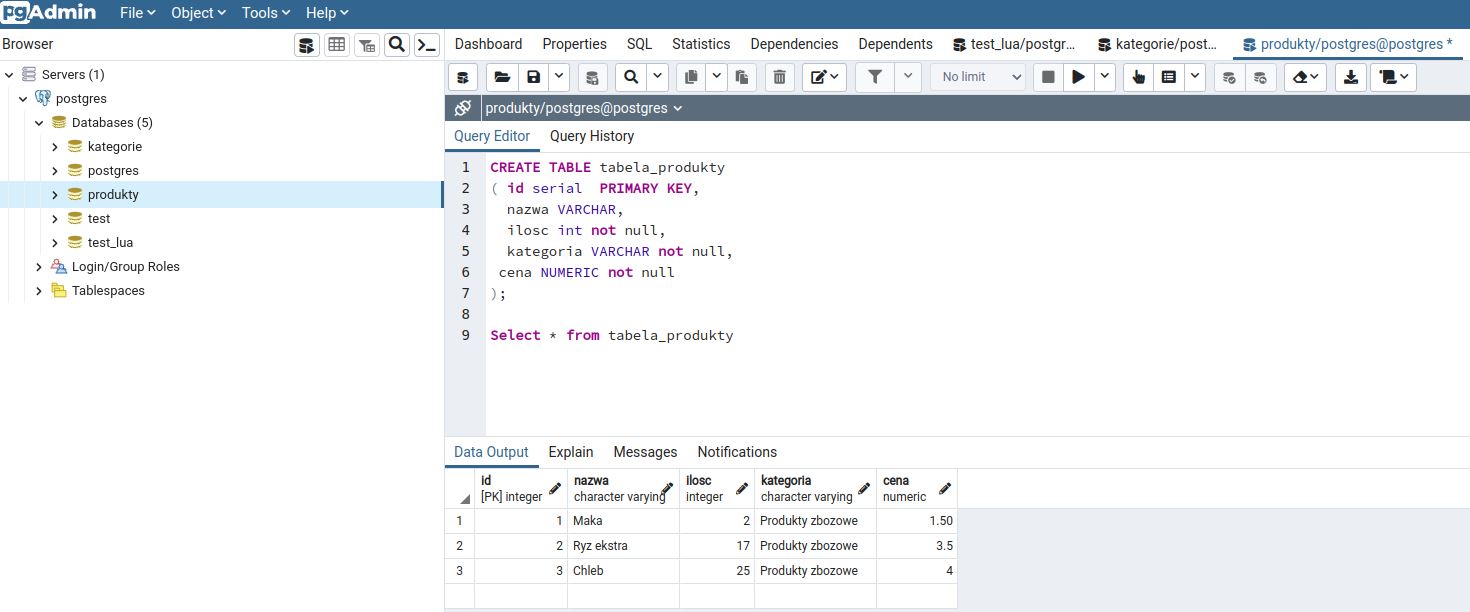 pgAdmin File Object Tools Help
Browser
Dashboard Properties SQL Statistics Dependencies Dependents test_lua/postgr... kategorie/post... produkty/postgres@postgres *
Servers (1)
No limit
postgres
produkty/postgres@postgres
Databases (5)
Query Editor Query History
kategorie
postgres
produkty
test
test_lua
Login/Group Roles
Tablespaces
1 CREATE TABLE tabela_produkty
2 ( id serial  PRIMARY KEY,
3   nazwa VARCHAR,
4   ilosc int not null,
5   kategoria VARCHAR not null,
6  cena NUMERIC not null
7 );
8
9 Select * from tabela_produkty
Data Output Explain Messages Notifications
id nazwa ilosc kategoria cena
[PK] integer character varying integer character varying numeric
1 1 Maka 2 Produkty zbozowe 1.50
2 2 Ryz ekstra 17 Produkty zbozowe 3.5
3 3 Chleb 25 Produkty zbozowe 4